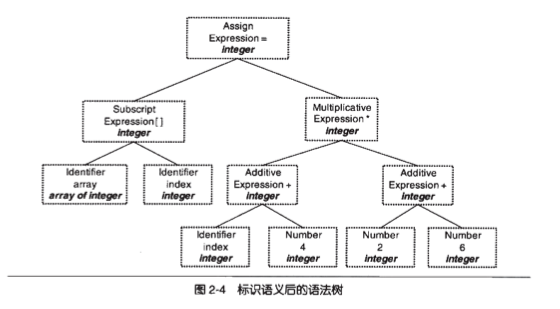 Assign
Expression =
integer
Subscript
Expression[ ]
integer
Multiplicative
Expression *
integer
Identifier
array
array of integer
Identifier
index
integer
Additive
Expression +
integer
Additive
Expression +
integer
Identifier
index
integer
Number
4
integer
Number
2
integer
Number
6
integer
图 2-4 标识语义后的语法树